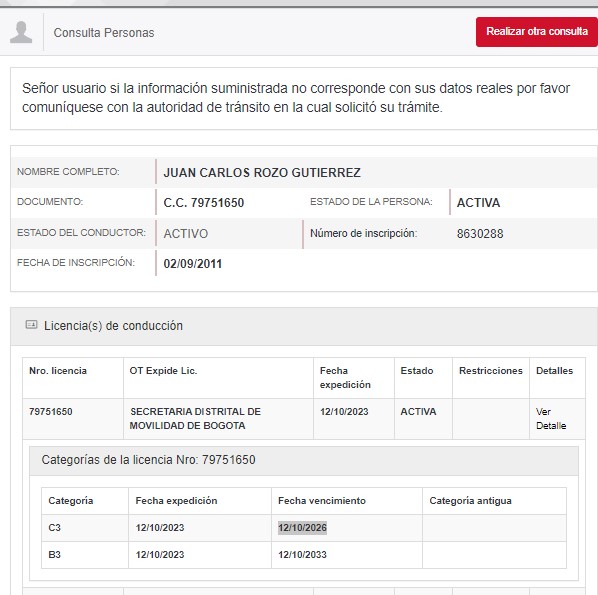 Consulta Personas
Realizar otra consulta
Señor usuario si la información suministrada no corresponde con sus datos reales por favor
comuníquese con la autoridad de tránsito en la cual solicitó su trámite.
NOMBRE COMPLETO: JUAN CARLOS ROZO GUTIERREZ
DOCUMENTO: C.C. 79751650 ESTADO DE LA PERSONA: ACTIVA
ESTADO DEL CONDUCTOR: ACTIVO Número de inscripción: 8630288
FECHA DE INSCRIPCIÓN: 02/09/2011
Licencia(s) de conducción
Nro. licencia OT Expide Lic. Fecha expedición Estado Restricciones Detalles
79751650 SECRETARIA DISTRITAL DE MOVILIDAD DE BOGOTA 12/10/2023 ACTIVA Ver Detalle
Categorías de la licencia Nro: 79751650
Categoría Fecha expedición Fecha vencimiento Categoría antigua
C3 12/10/2023 12/10/2026
B3 12/10/2023 12/10/2033